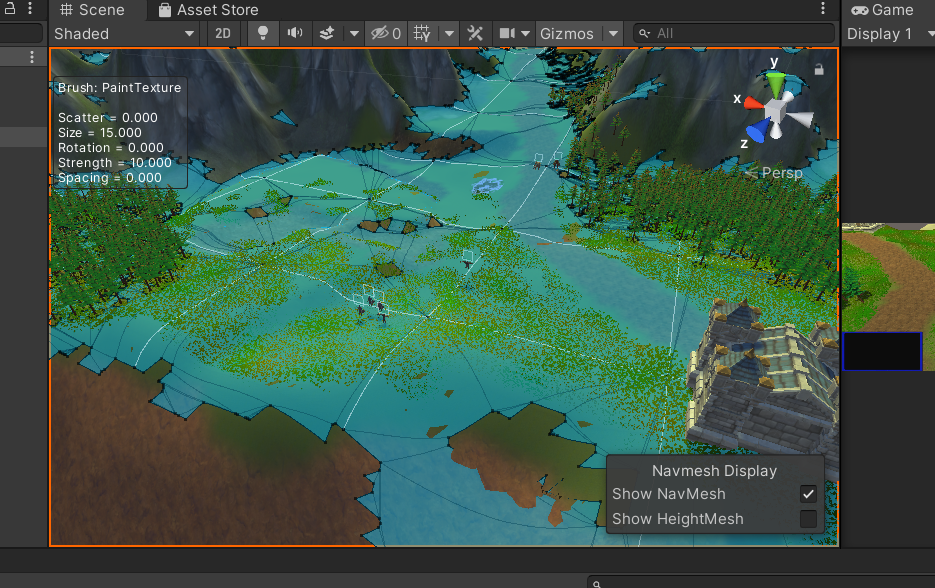 Scene
Asset Store
Game
Shaded
2D
0
Gizmos
All
Display 1
Brush: PaintTexture
Scatter = 0.000
Size = 15.000
Rotation = 0.000
Strength = 10.000
Spacing = 0.000
y
x
z
Persp
Navmesh Display
Show NavMesh
Show HeightMesh